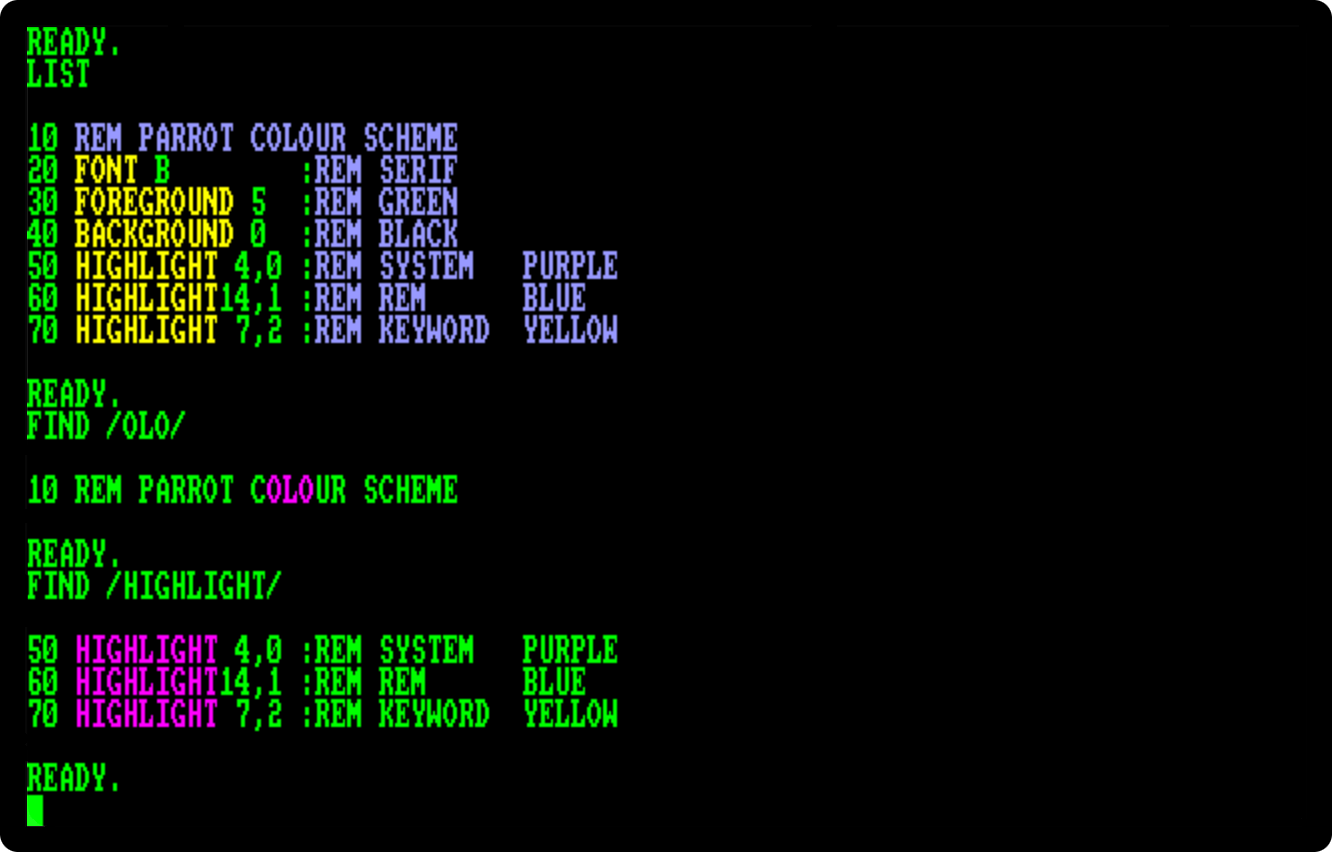 READY.
LIST
10 REM PARROT COLOUR SCHEME
20 FONT B        :REM SERIF
30 FOREGROUND 5  :REM GREEN
40 BACKGROUND 0  :REM BLACK
50 HIGHLIGHT 4,0 :REM SYSTEM   PURPLE
60 HIGHLIGHT14,1 :REM REM      BLUE
70 HIGHLIGHT 7,2 :REM KEYWORD  YELLOW
READY.
FIND /OLO/
10 REM PARROT COLOUR SCHEME
READY.
FIND /HIGHLIGHT/
50 HIGHLIGHT 4,0 :REM SYSTEM   PURPLE
60 HIGHLIGHT14,1 :REM REM      BLUE
70 HIGHLIGHT 7,2 :REM KEYWORD  YELLOW
READY.